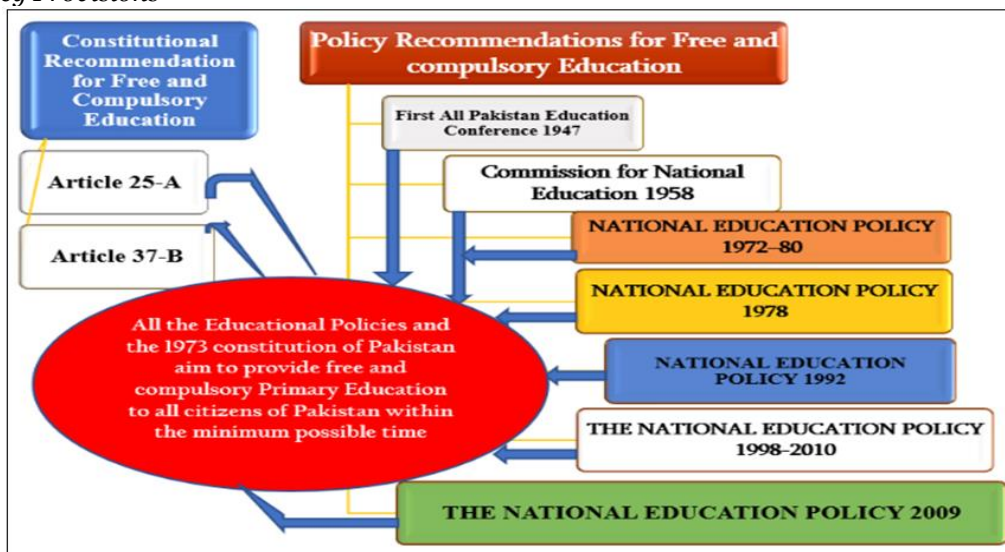 Constitutional
Recommendation
for Free and
Compulsory
Education
Article 25-A
Article 37-B
Policy Recommendations for Free and
compulsory Education
First All Pakistan Education
Conference 1947
Commission for National
Education 1958
NATIONAL EDUCATION POLICY
1972–80
NATIONAL EDUCATION POLICY
1978
NATIONAL EDUCATION
POLICY 1992
THE NATIONAL EDUCATION POLICY
1998-2010
THE NATIONAL EDUCATION POLICY 2009
All the Educational Policies and
the 1973 constitution of Pakistan
aim to provide free and
compulsory Primary Education
to all citizens of Pakistan within
the minimum possible time